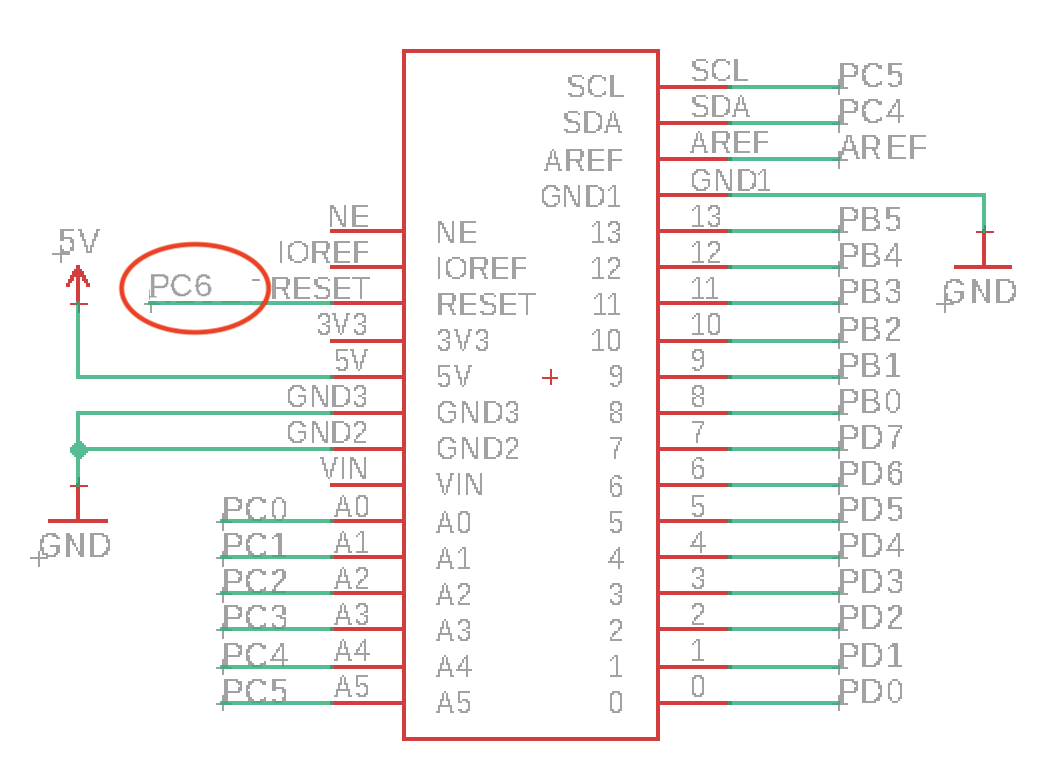 SCL SCL PC5
SDA SDA PC4
AREF AREF AREF
GND1 GND1
NE NE 13 13 PB5
5V IOREF IOREF 12 12 PB4
PC6 RESET RESET 11 11 PB3 GND
3V3 3V3 10 10 PB2
5V 5V 9 9 PB1
GND3 GND3 8 8 PB0
GND2 GND2 7 7 PD7
VIN VIN 6 6 PD6
PC0 A0 A0 5 5 PD5
GND PC1 A1 A1 4 4 PD4
PC2 A2 A2 3 3 PD3
PC3 A3 A3 2 2 PD2
PC4 A4 A4 1 1 PD1
PC5 A5 A5 0 0 PD0